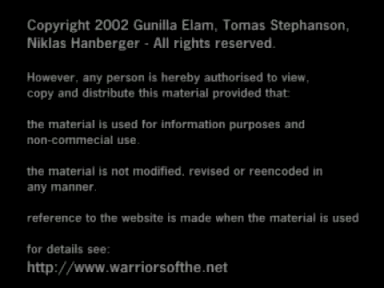 Copyright 2002 Gunilla Elam, Tomas Stephanson,
Niklas Hanberger - All rights reserved.
However, any person is hereby authorised to view,
copy and distribute this material provided that:
the material is used for information purposes and
non-commecial use.
the material is not modified, revised or reencoded in
any manner.
reference to the website is made when the material is used
for details see:
http://www.warriorsofthe.net